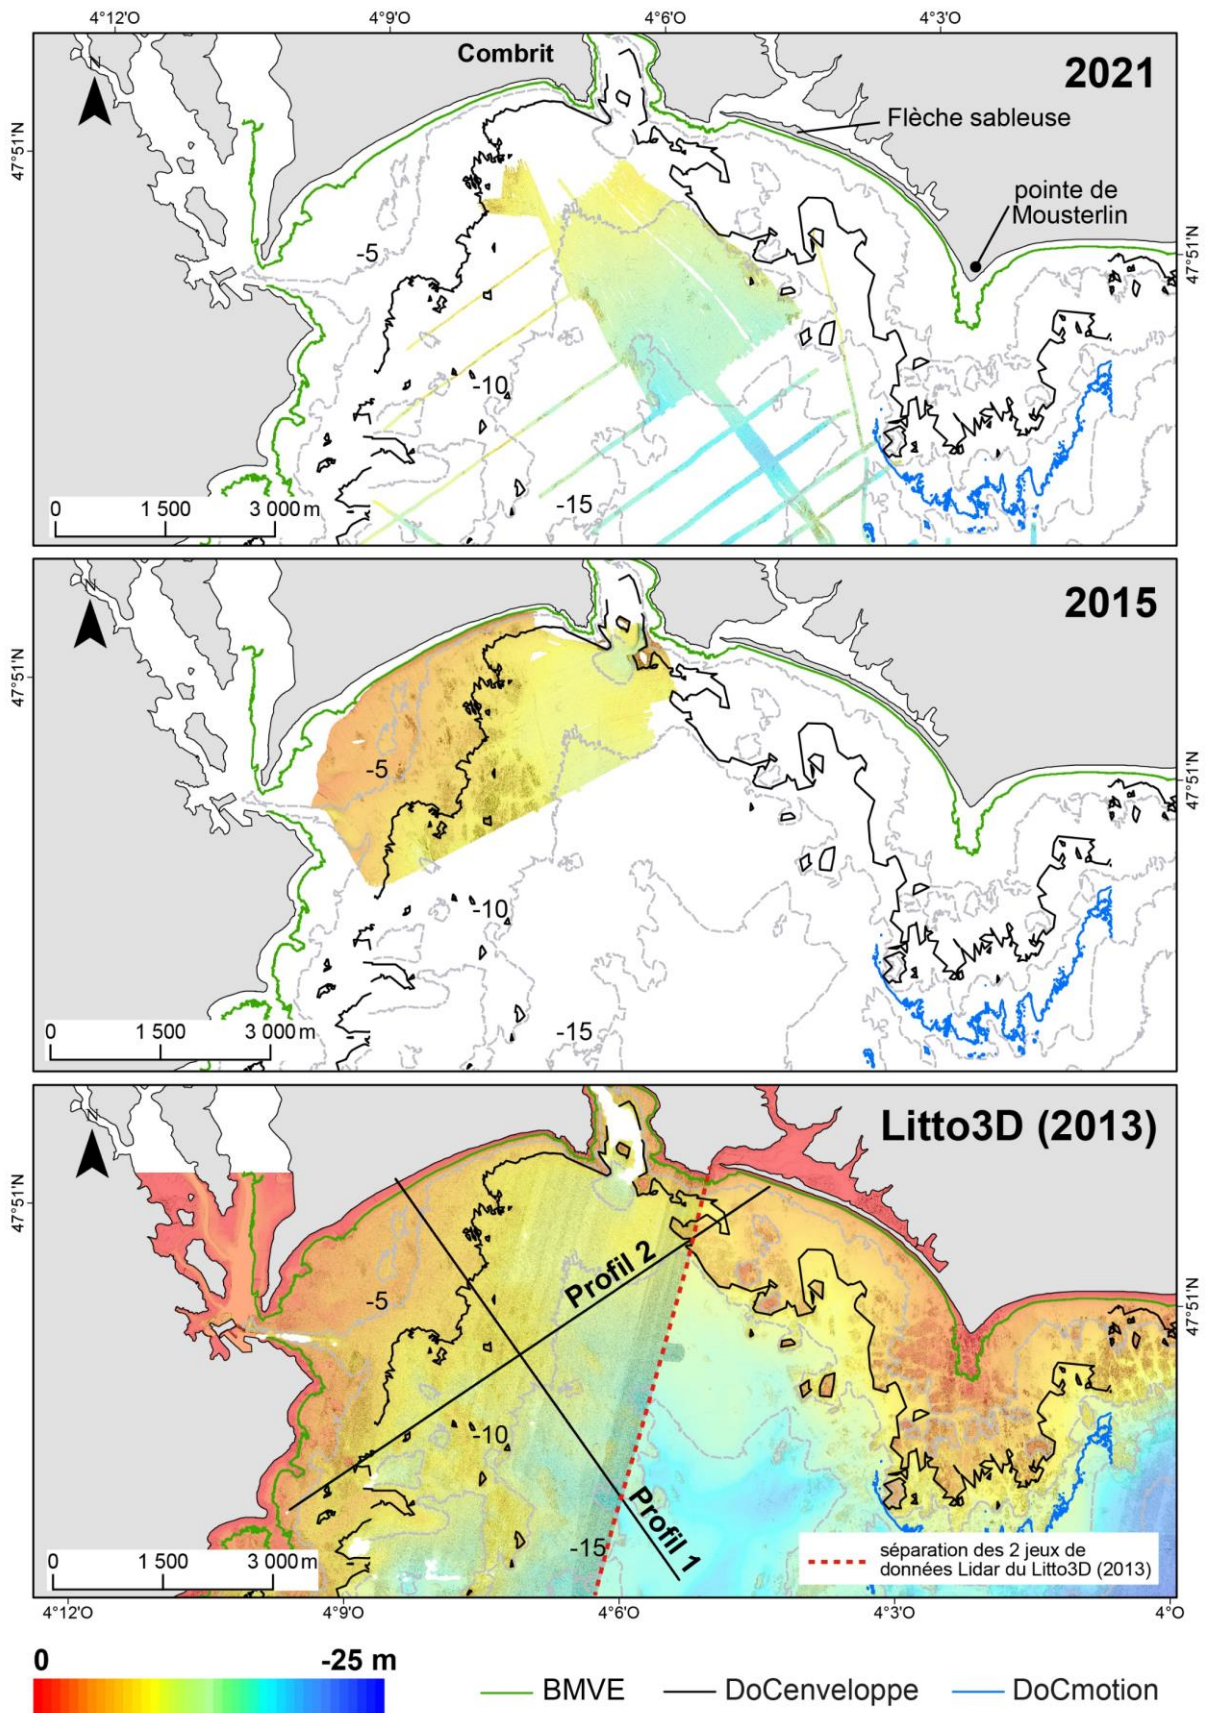 4°12'O 4°9'O 4°6'O 4°3'O
N
Combrit
2021
Flèche sableuse
pointe de
Mousterlin
47°51'N
47°51'N
-5
-10
-15
0 1 500 3 000 m
N
2015
47°51'N
47°51'N
-5
-10
-15
0 1 500 3 000 m
N
Litto3D (2013)
47°51'N
47°51'N
Profil 2
-5
-10
Profil 1
-15
0 1 500 3 000 m
séparation des 2 jeux de
données Lidar du Litto3D (2013)
4°12'O 4°9'O 4°6'O 4°3'O 4°O
0 -25 m
BMVE DoCenveloppe DoCmotion